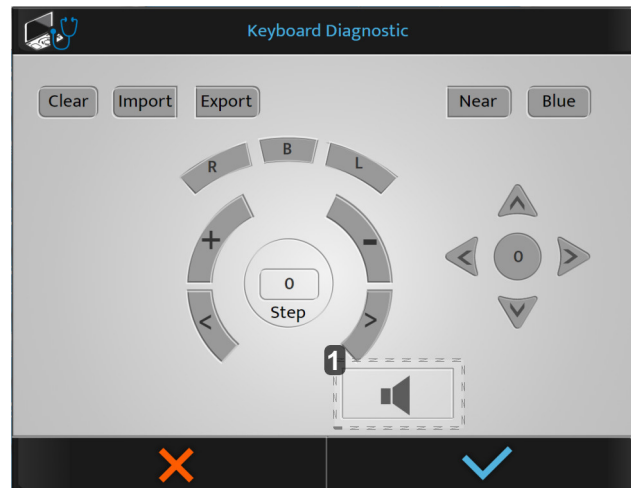 Keyboard Diagnostic
Clear Import Export Near Blue
R B L
+ -
0 0
Step
< >
1